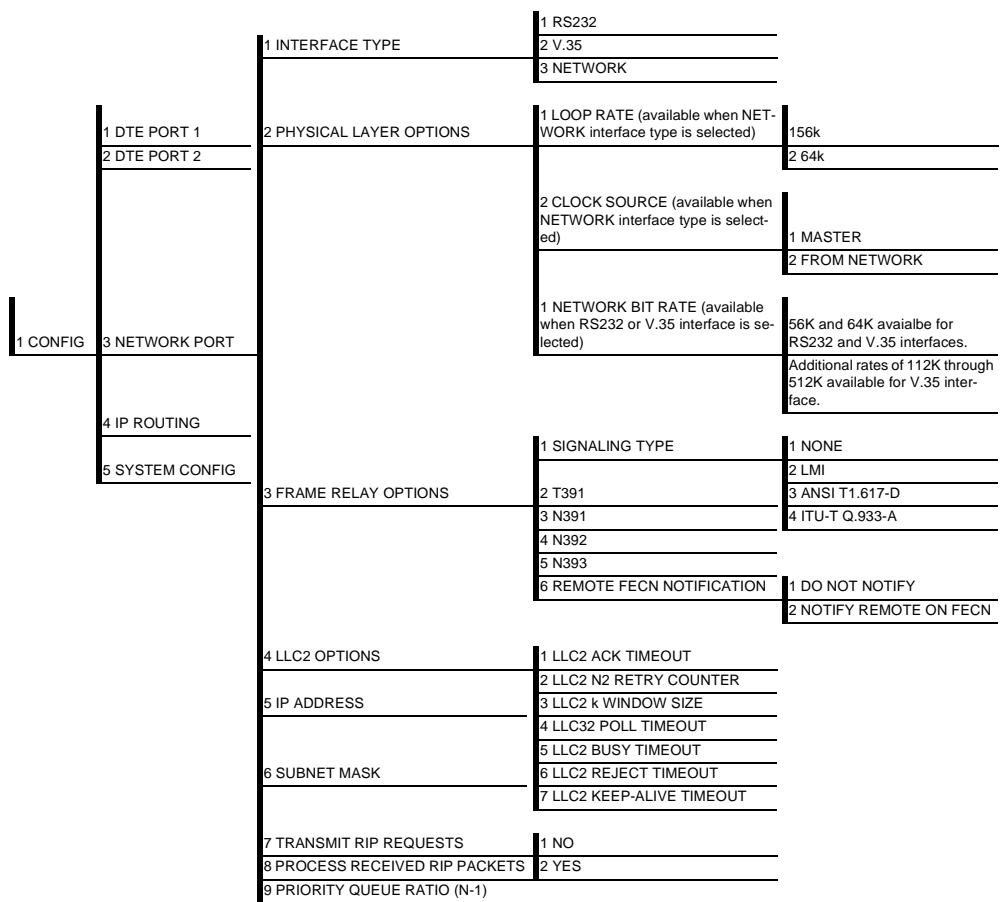 1 RS232
1 INTERFACE TYPE
2 V.35
3 NETWORK
1 LOOP RATE (available when NET-
WORK interface type is selected)
1 DTE PORT 1
2 PHYSICAL LAYER OPTIONS
156k
2 DTE PORT 2
2 64k
2 CLOCK SOURCE (available when
NETWORK interface type is select-
ed)
1 MASTER
2 FROM NETWORK
1 NETWORK BIT RATE (available
when RS232 or V.35 interface is se-
lected)
56K and 64K avaialbe for
RS232 and V.35 interfaces.
1 CONFIG
3 NETWORK PORT
Additional rates of 112K through
512K available for V.35 inter-
face.
4 IP ROUTING
1 SIGNALING TYPE
1 NONE
5 SYSTEM CONFIG
2 LMI
3 FRAME RELAY OPTIONS
2 T391
3 ANSI T1.617-D
3 N391
4 ITU-T Q.933-A
4 N392
5 N393
6 REMOTE FECN NOTIFICATION
1 DO NOT NOTIFY
2 NOTIFY REMOTE ON FECN
4 LLC2 OPTIONS
1 LLC2 ACK TIMEOUT
2 LLC2 N2 RETRY COUNTER
5 IP ADDRESS
3 LLC2 k WINDOW SIZE
4 LLC32 POLL TIMEOUT
5 LLC2 BUSY TIMEOUT
6 SUBNET MASK
6 LLC2 REJECT TIMEOUT
7 LLC2 KEEP-ALIVE TIMEOUT
7 TRANSMIT RIP REQUESTS
1 NO
8 PROCESS RECEIVED RIP PACKETS
2 YES
9 PRIORITY QUEUE RATIO (N-1)